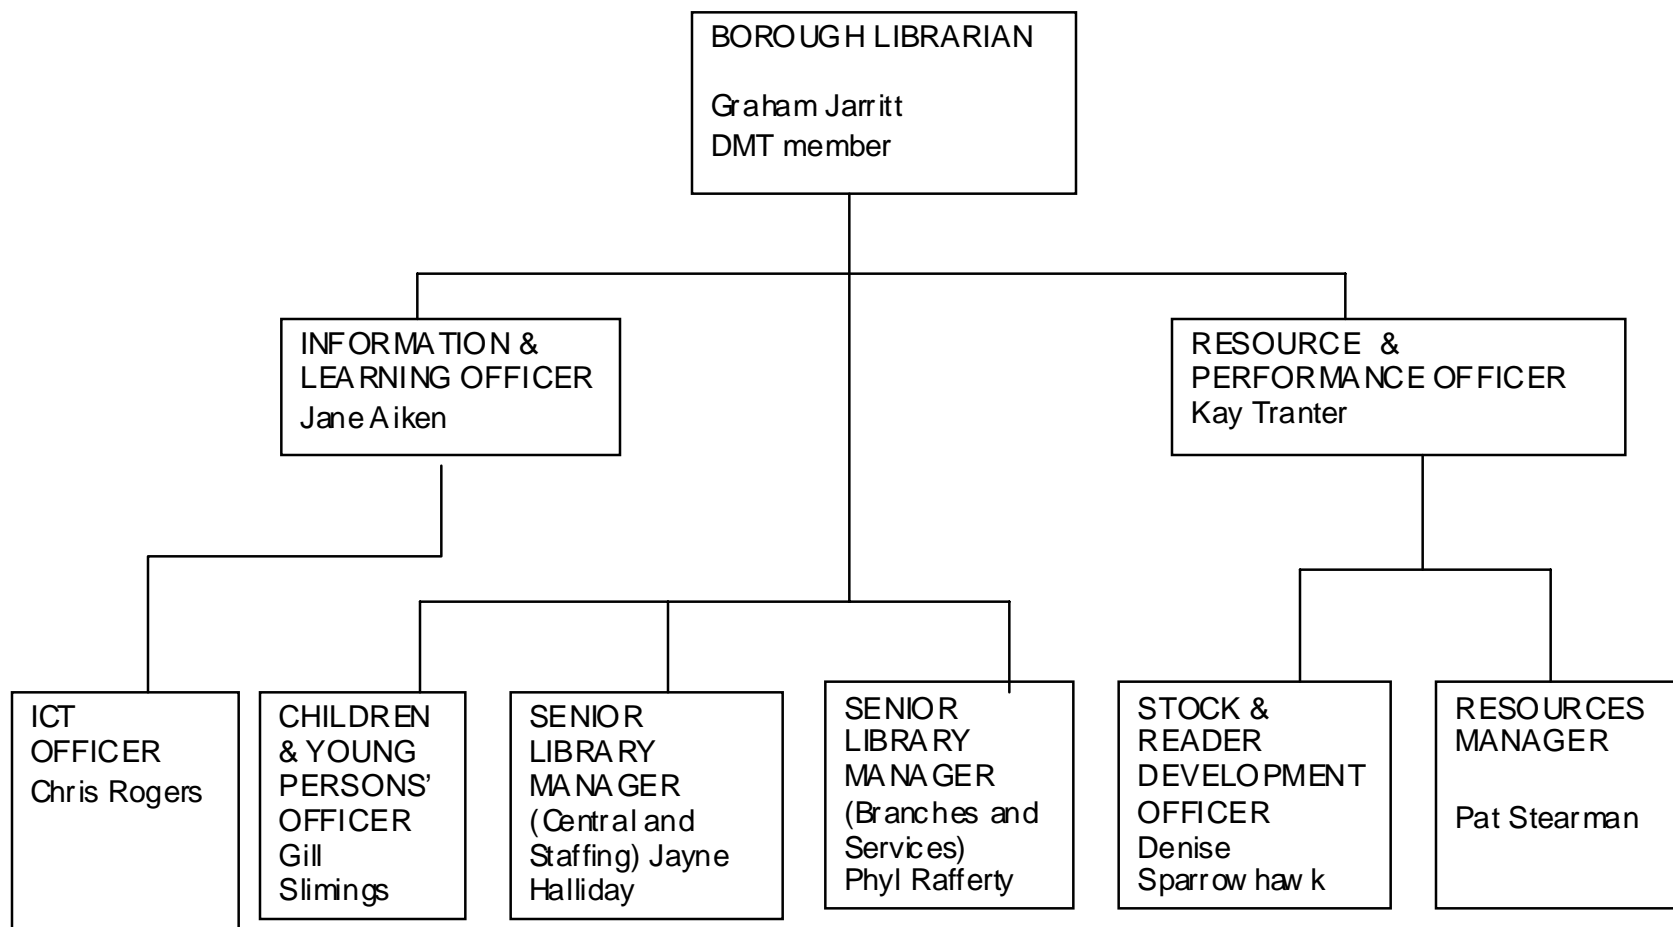 BOROUGH LIBRARIAN
Graham Jarritt
DMT member
INFORMATION &
LEARNING OFFICER
Jane Aiken
RESOURCE &
PERFORMANCE OFFICER
Kay Tranter
ICT
OFFICER
Chris Rogers
CHILDREN
& YOUNG
PERSONS’
OFFICER
Gill
Slimings
SENIOR
LIBRARY
MANAGER
(Central and
Staffing) Jayne
Halliday
SENIOR
LIBRARY
MANAGER
(Branches and
Services)
Phyl Rafferty
STOCK &
READER
DEVELOPMENT
OFFICER
Denise
Sparrowhawk
RESOURCES
MANAGER
Pat Stearman